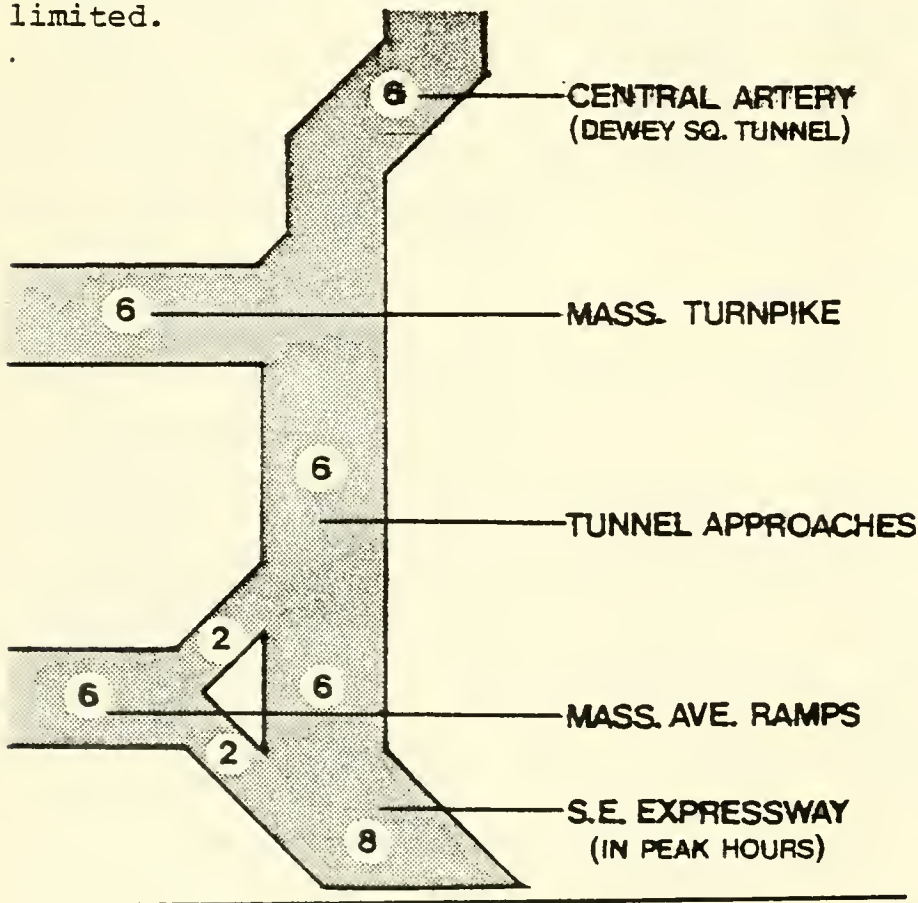 limited.
6
CENTRAL ARTERY
(DEWEY SQ. TUNNEL)
6
MASS. TURNPIKE
6
TUNNEL APPROACHES
2
6
6
MASS. AVE. RAMPS
2
S.E. EXPRESSWAY
(IN PEAK HOURS)
8